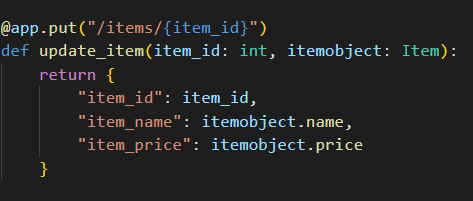 @app.put("/items/{item_id}")
def update_item(item_id: int, itemobject: Item):
    return {
        "item_id": item_id,
        "item_name": itemobject.name,
        "item_price": itemobject.price
    }